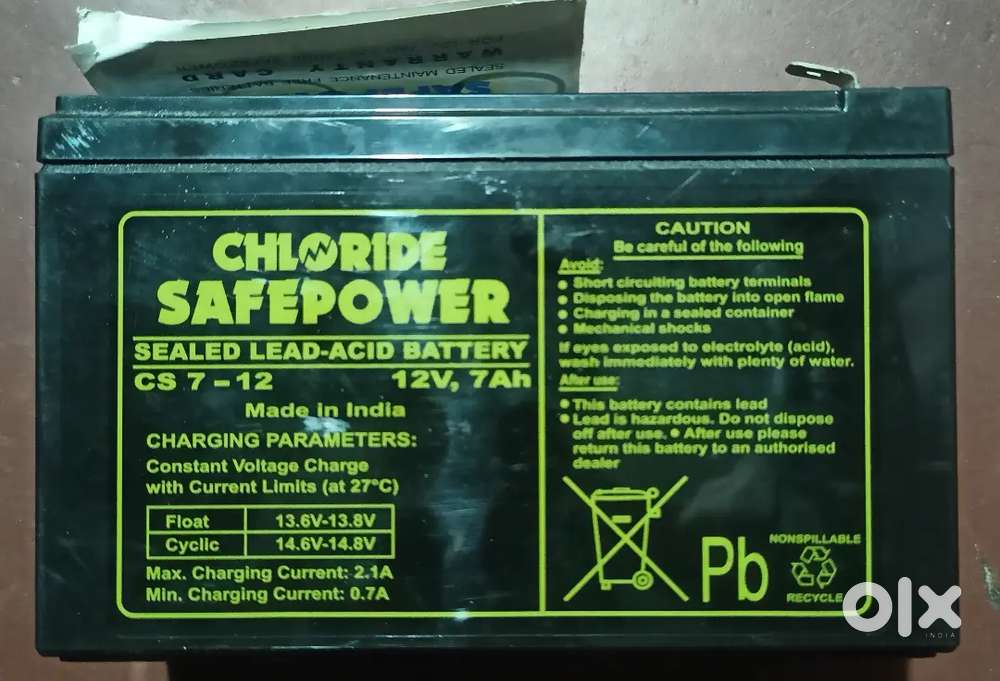 SEALED MAINTENANCE FREE BATTERIES
WARRANTY CARD
CHLORIDE
SAFEPOWER
SEALED LEAD-ACID BATTERY
CS 7 – 12 12V, 7Ah
Made in India
CHARGING PARAMETERS:
Constant Voltage Charge
with Current Limits (at 27°C)
Float 13.6V-13.8V
Cyclic 14.6V-14.8V
Max. Charging Current: 2.1A
Min. Charging Current: 0.7A
CAUTION
Be careful of the following
Avoid:
● Short circuiting battery terminals
● Disposing the battery into open flame
● Charging in a sealed container
● Mechanical shocks
If eyes exposed to electrolyte (acid),
wash immediately with plenty of water.
After use:
● This battery contains lead
● Lead is hazardous. Do not dispose
off after use. ● After use please
return this battery to an authorised
dealer
Pb
NONSPILLABLE
RECYCLE
olx
INDIA